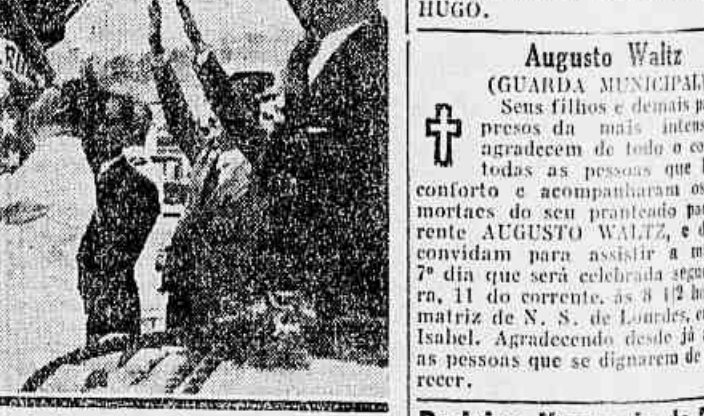 HUGO.
Augusto Waltz
(GUARDA MUNICIPAL
Seus filhos e demais
presos da mais
agradecem de todo o
todas as pessoas que
conforto e acompanharam os
mortaes do seu pranteado
rente AUGUSTO WALTZ, e
convidam para assistir a
7º dia que será celebrada
ra, 11 do corrente, ás 8 1|2
matriz de N. S. de Lourdes,
Isabel. Agradecendo desde já
as pessoas que se dignarem de
recer.